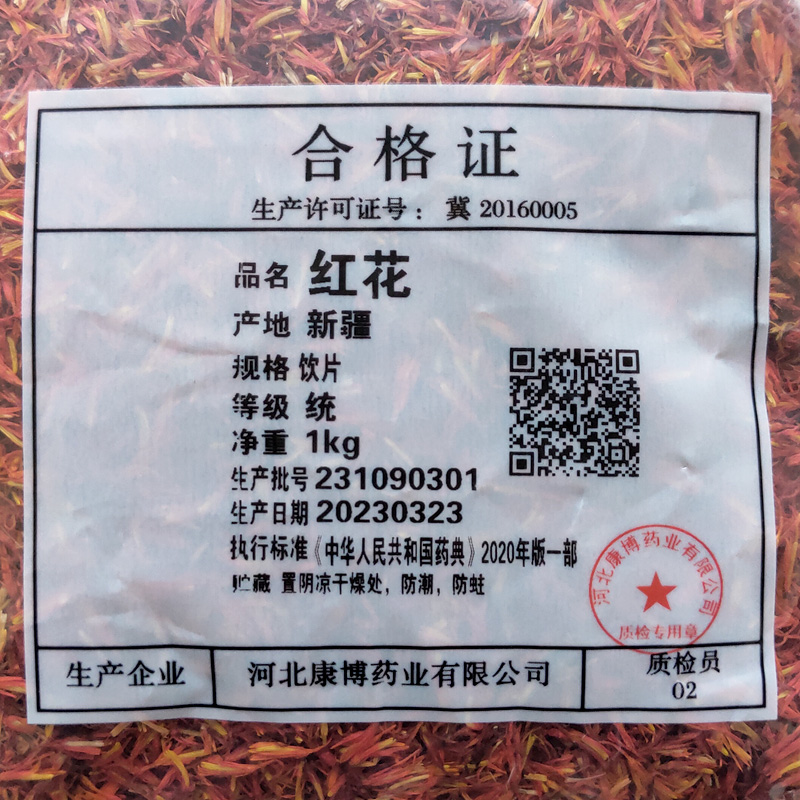 合格证
生产许可证号：冀 20160005
品名 红花
产地 新疆
规格 饮片
等级 统
净重 1kg
生产批号 231090301
生产日期 20230323
执行标准《中华人民共和国药典》2020年版一部
贮藏 置阴凉干燥处，防潮，防蛀
河北康博药业有限公司
质检专用章
生产企业 河北康博药业有限公司 质检员
02